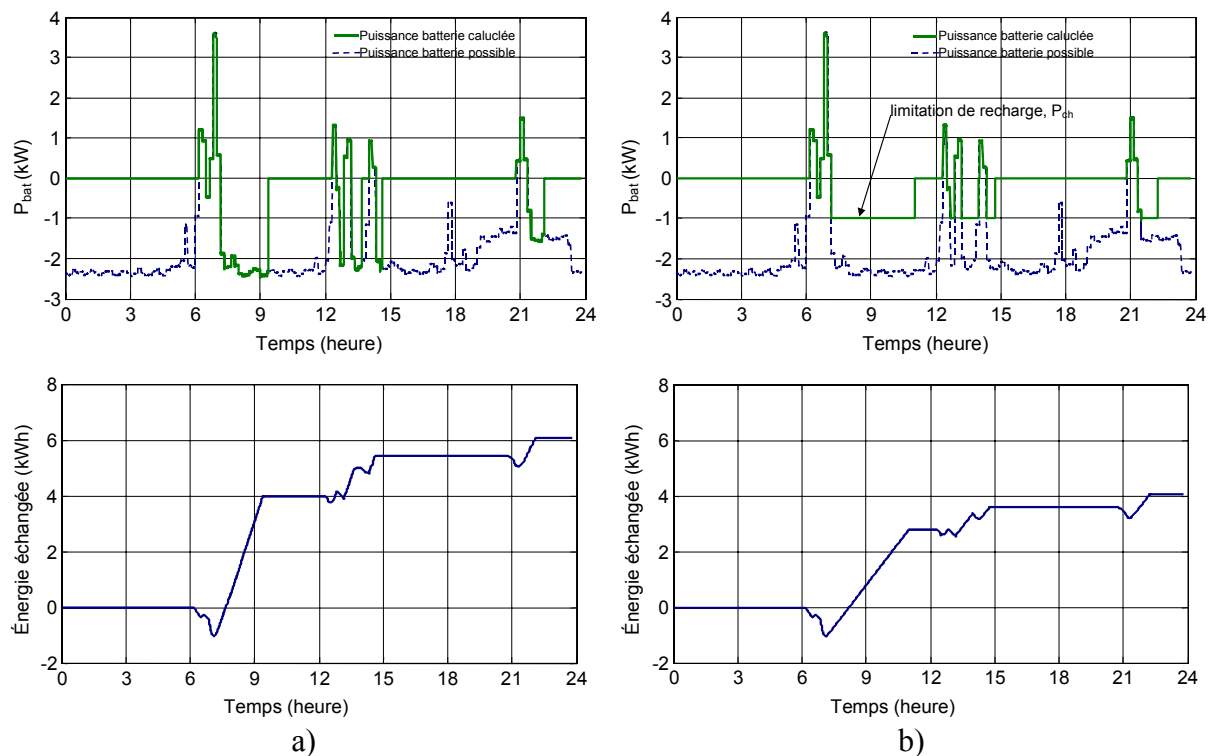 4
3
2
1
0
-1
-2
-3
P_bat (kW)
Puissance batterie caluclée
Puissance batterie possible
0 3 6 9 12 15 18 21 24
Temps (heure)
4
3
2
1
0
-1
-2
-3
P_bat (kW)
Puissance batterie caluclée
Puissance batterie possible
limitation de recharge, P_ch
0 3 6 9 12 15 18 21 24
Temps (heure)
8
6
4
2
0
-2
Énergie échangée (kWh)
0 3 6 9 12 15 18 21 24
Temps (heure)
a)
8
6
4
2
0
-2
Énergie échangée (kWh)
0 3 6 9 12 15 18 21 24
Temps (heure)
b)